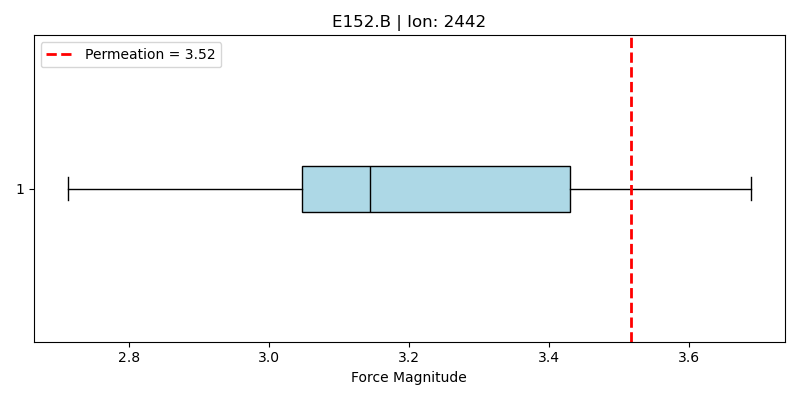 E152.B | Ion: 2442
Permeation = 3.52
1
2.8 3.0 3.2 3.4 3.6
Force Magnitude